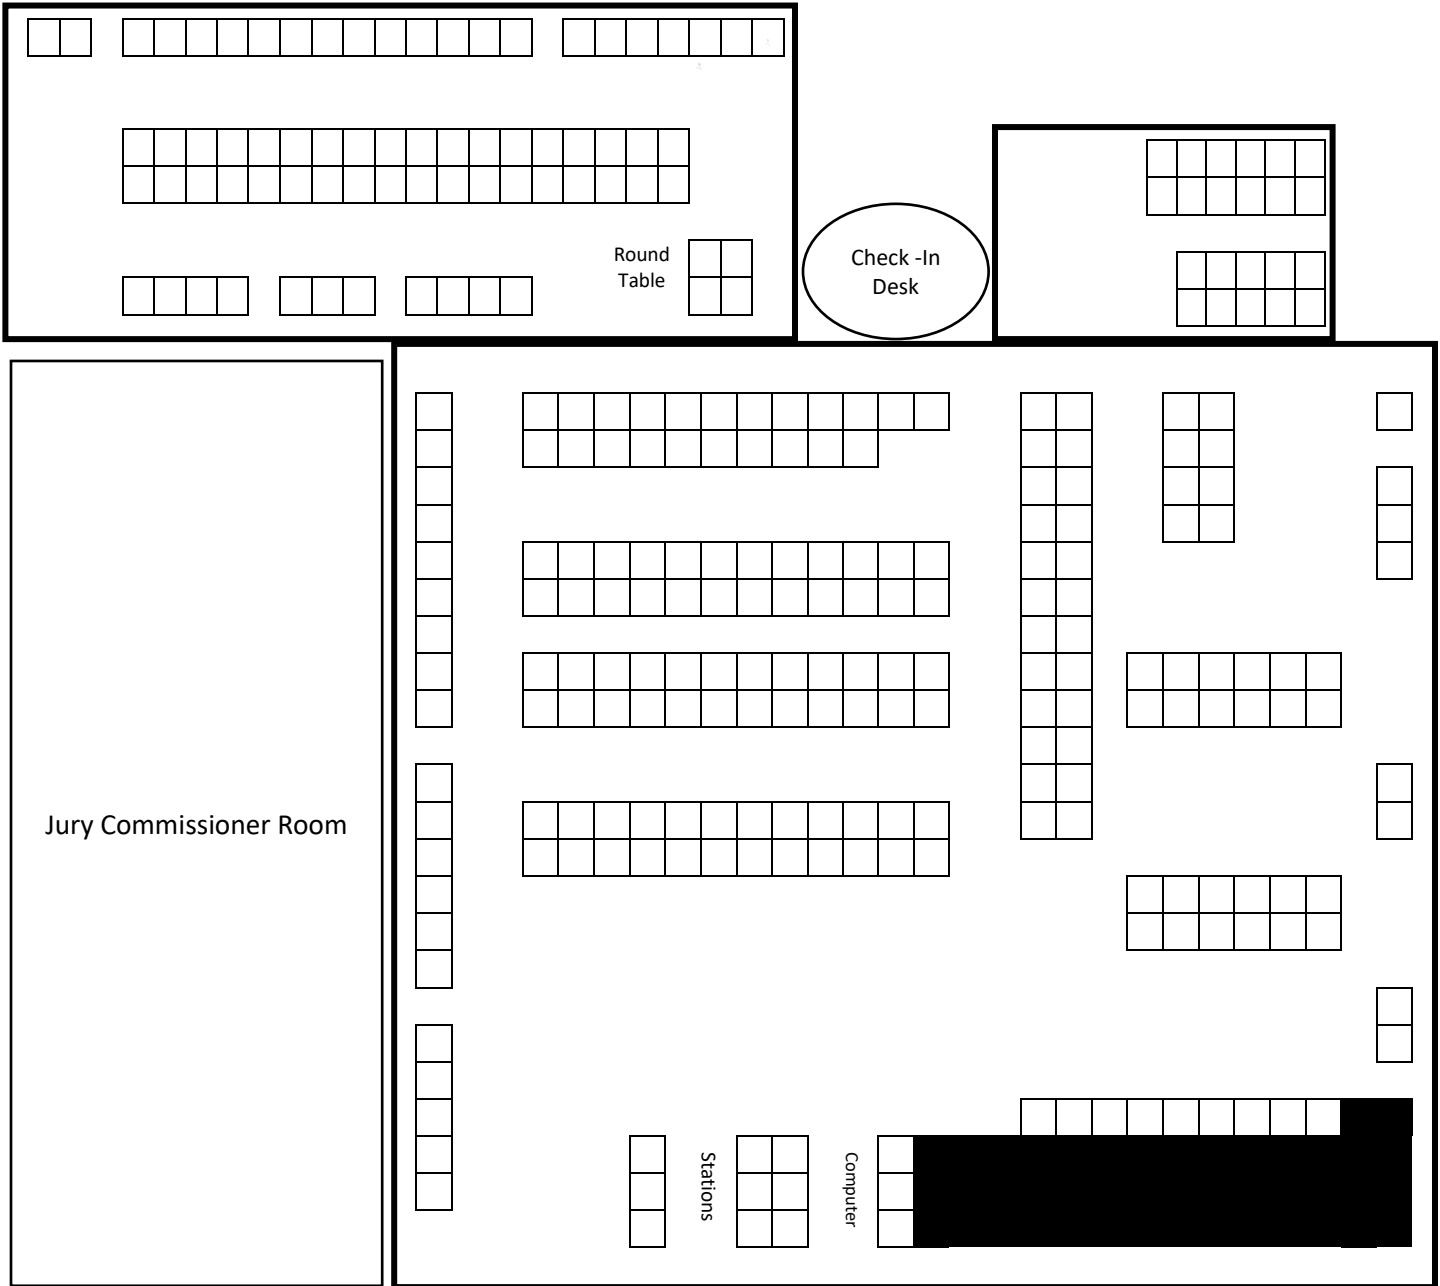 Round
Table
Check -In
Desk
Jury Commissioner Room
Stations
Computer